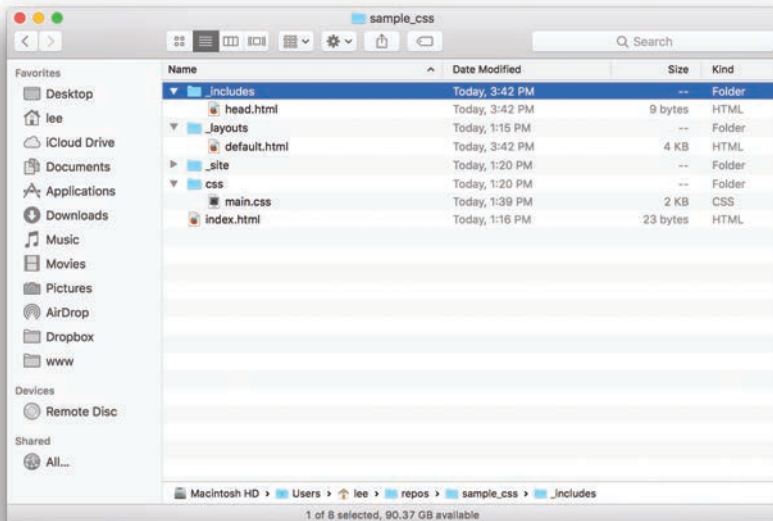 sample_css
Search
Favorites
Desktop
lee
iCloud Drive
Documents
Applications
Downloads
Music
Movies
Pictures
AirDrop
Dropbox
www
Devices
Remote Disc
Shared
All...
Name Date Modified Size Kind
_includes Today, 3:42 PM -- Folder
head.html Today, 3:42 PM 9 bytes HTML
_layouts Today, 1:15 PM -- Folder
default.html Today, 3:42 PM 4 KB HTML
_site Today, 1:20 PM -- Folder
css Today, 1:20 PM -- Folder
main.css Today, 1:39 PM 2 KB CSS
index.html Today, 1:16 PM 23 bytes HTML
Macintosh HD › Users › lee › repos › sample_css › _includes
1 of 8 selected, 90.37 GB available